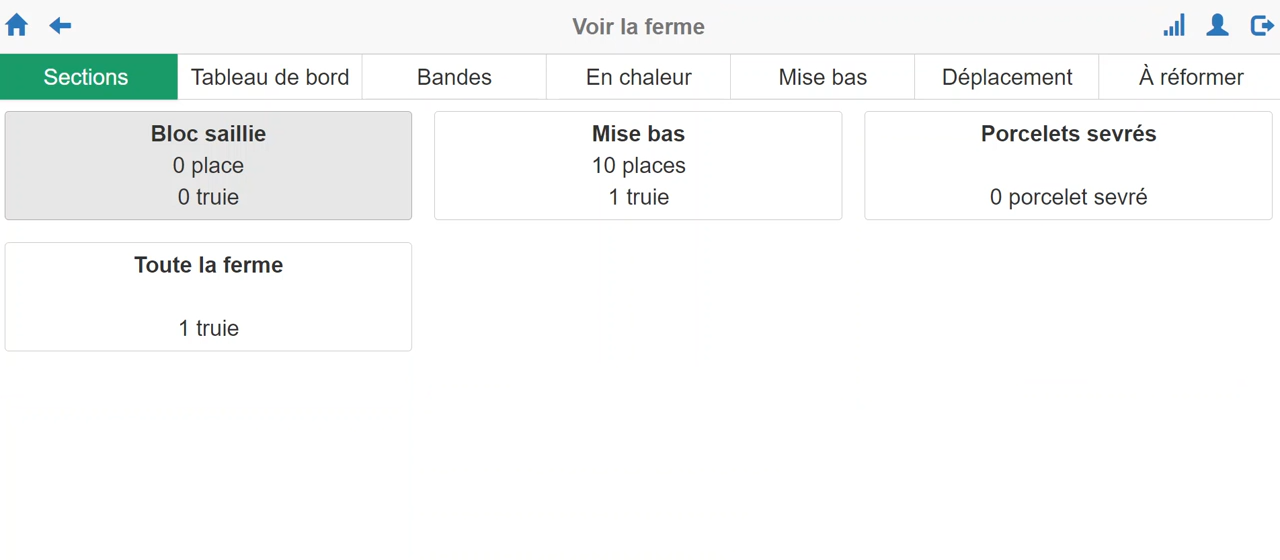 Voir la ferme
Sections
Tableau de bord
Bandes
En chaleur
Mise bas
Déplacement
À réformer
Bloc saillie
0 place
0 truie
Mise bas
10 places
1 truie
Porcelets sevrés
0 porcelet sevré
Toute la ferme
1 truie